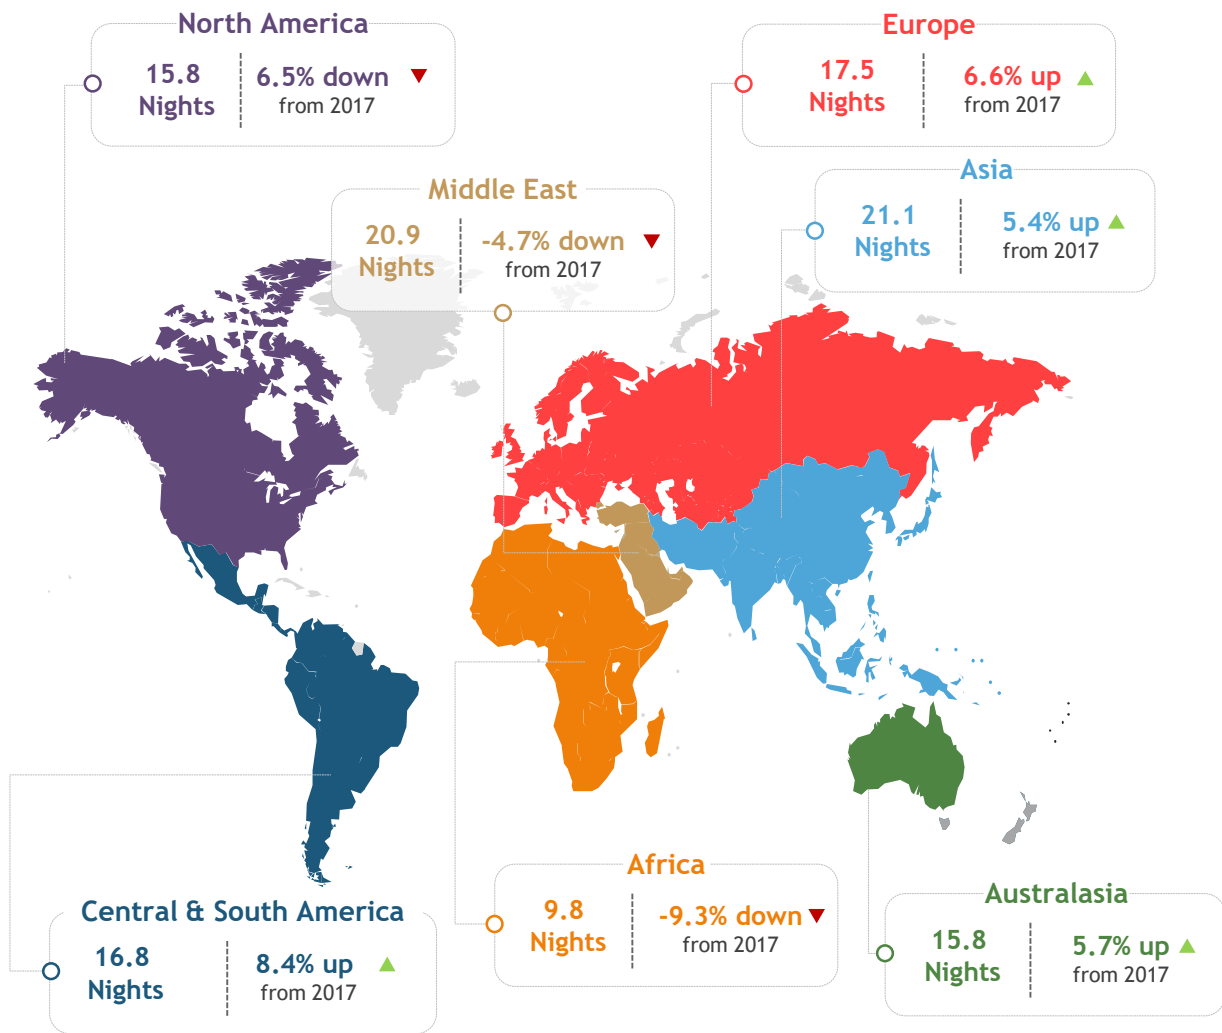 North America
15.8
Nights
6.5% down
from 2017
Europe
17.5
Nights
6.6% up
from 2017
Middle East
20.9
Nights
-4.7% down
from 2017
Asia
21.1
Nights
5.4% up
from 2017
Central & South America
16.8
Nights
8.4% up
from 2017
Africa
9.8
Nights
-9.3% down
from 2017
Australasia
15.8
Nights
5.7% up
from 2017